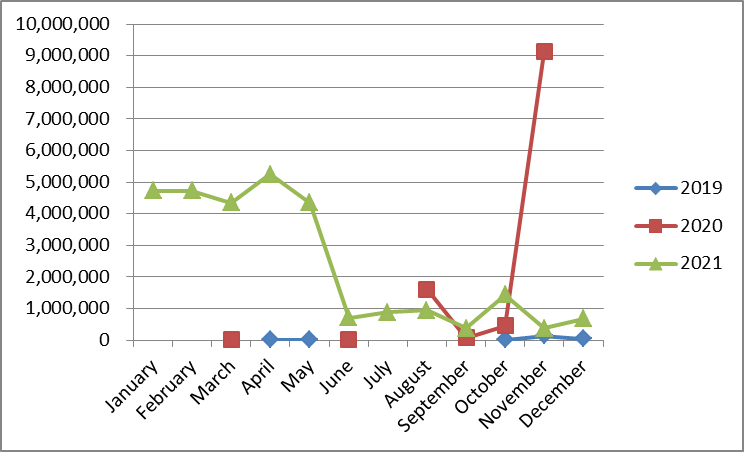 10,000,000
9,000,000
8,000,000
7,000,000
6,000,000
5,000,000
4,000,000
3,000,000
2,000,000
1,000,000
0
January
February
March
April
May
June
July
August
September
October
November
December
2019
2020
2021